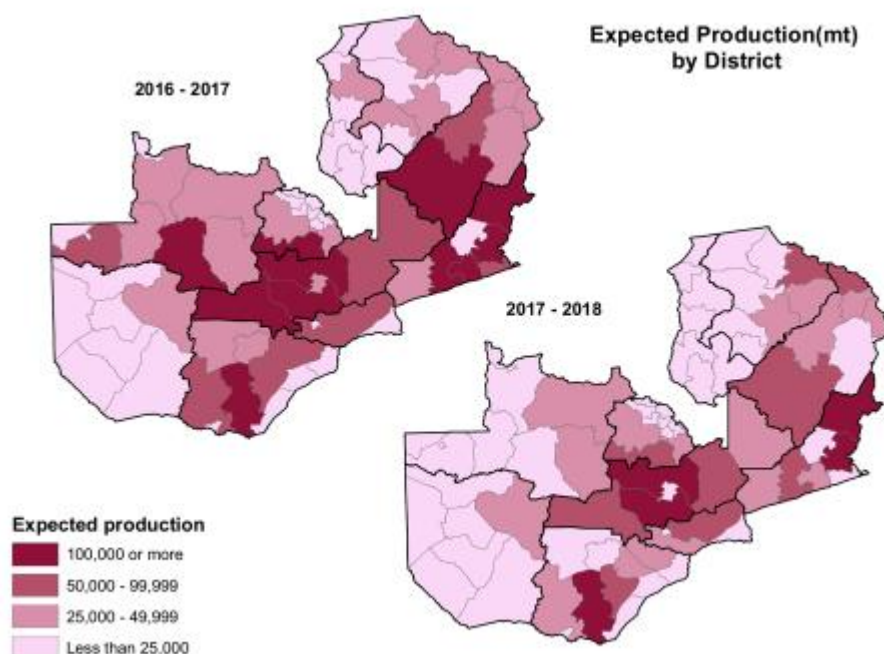 Expected Production(mt)
by District
2016 - 2017
2017 - 2018
Expected production
100,000 or more
50,000 - 99,999
25,000 - 49,999
Less than 25,000